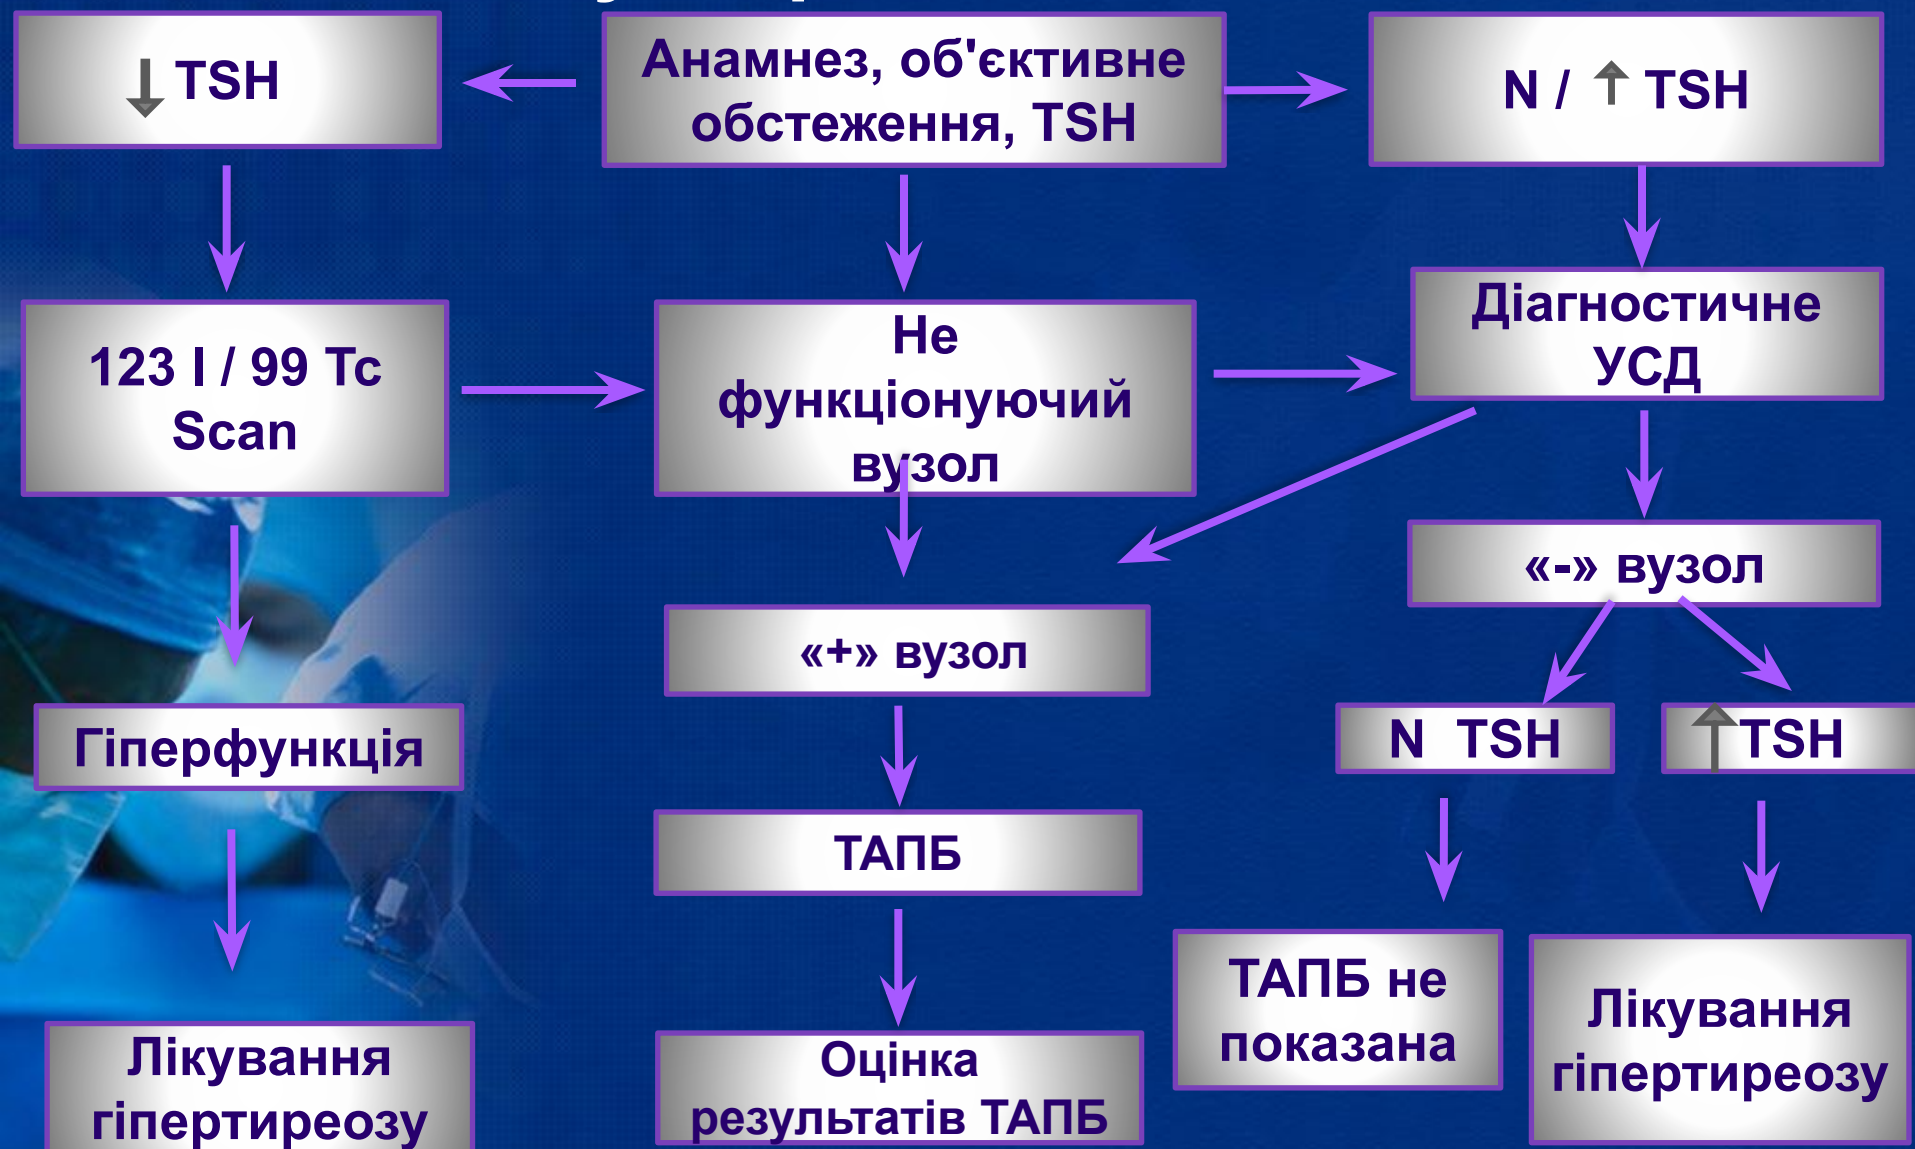 ↓ TSH
Анамнез, об'єктивне
обстеження, TSH
N / ↑ TSH
123 I / 99 Tc
Scan
Не
функціонуючий
вузол
Діагностичне
УСД
«-» вузол
«+» вузол
Гіперфункція
N TSH
↑TSH
ТАПБ
ТАПБ не
показана
Лікування
гіпертиреозу
Лікування
гіпертиреозу
Оцінка
результатів ТАПБ